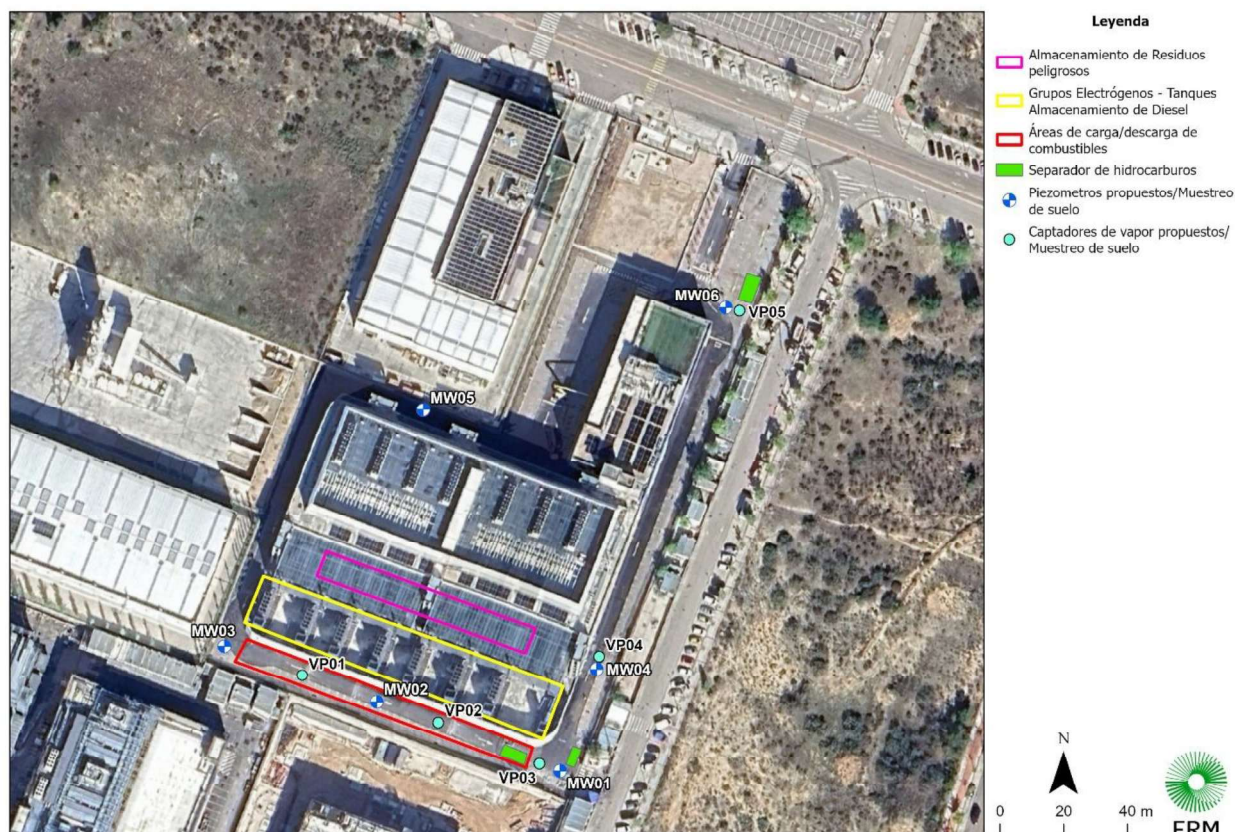 Leyenda
Almacenamiento de Residuos
peligrosos
Grupos Electrógenos - Tanques
Almacenamiento de Diesel
Áreas de carga/descarga de
combustibles
Separador de hidrocarburos
Piezometros propuestos/Muestreo
de suelo
Captadores de vapor propuestos/
Muestreo de suelo
MW06
VP05
MW05
MW03
VP01
MW02
VP02
VP04
MW04
VP03
MW01
N
0 20 40 m
ERM